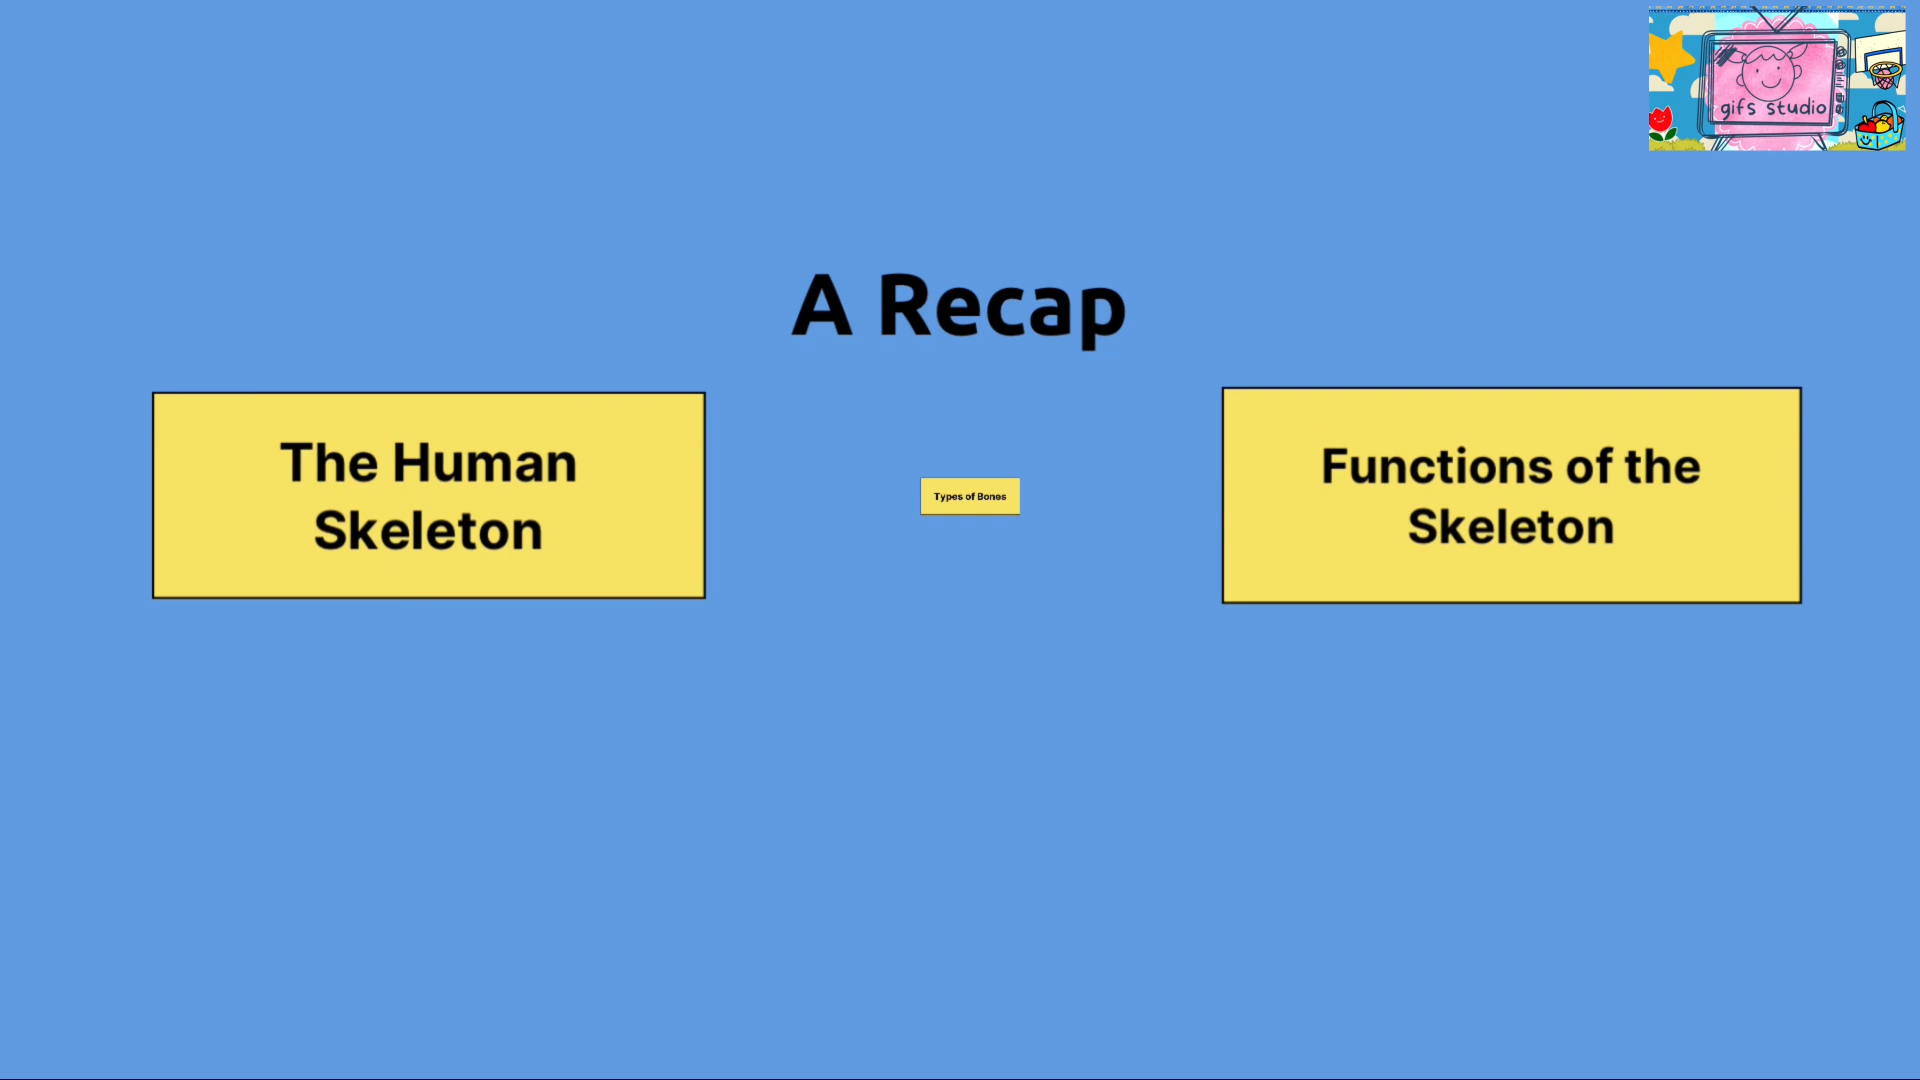 gifs studio
A Recap
The Human
Skeleton
Types of Bones
Functions of the
Skeleton